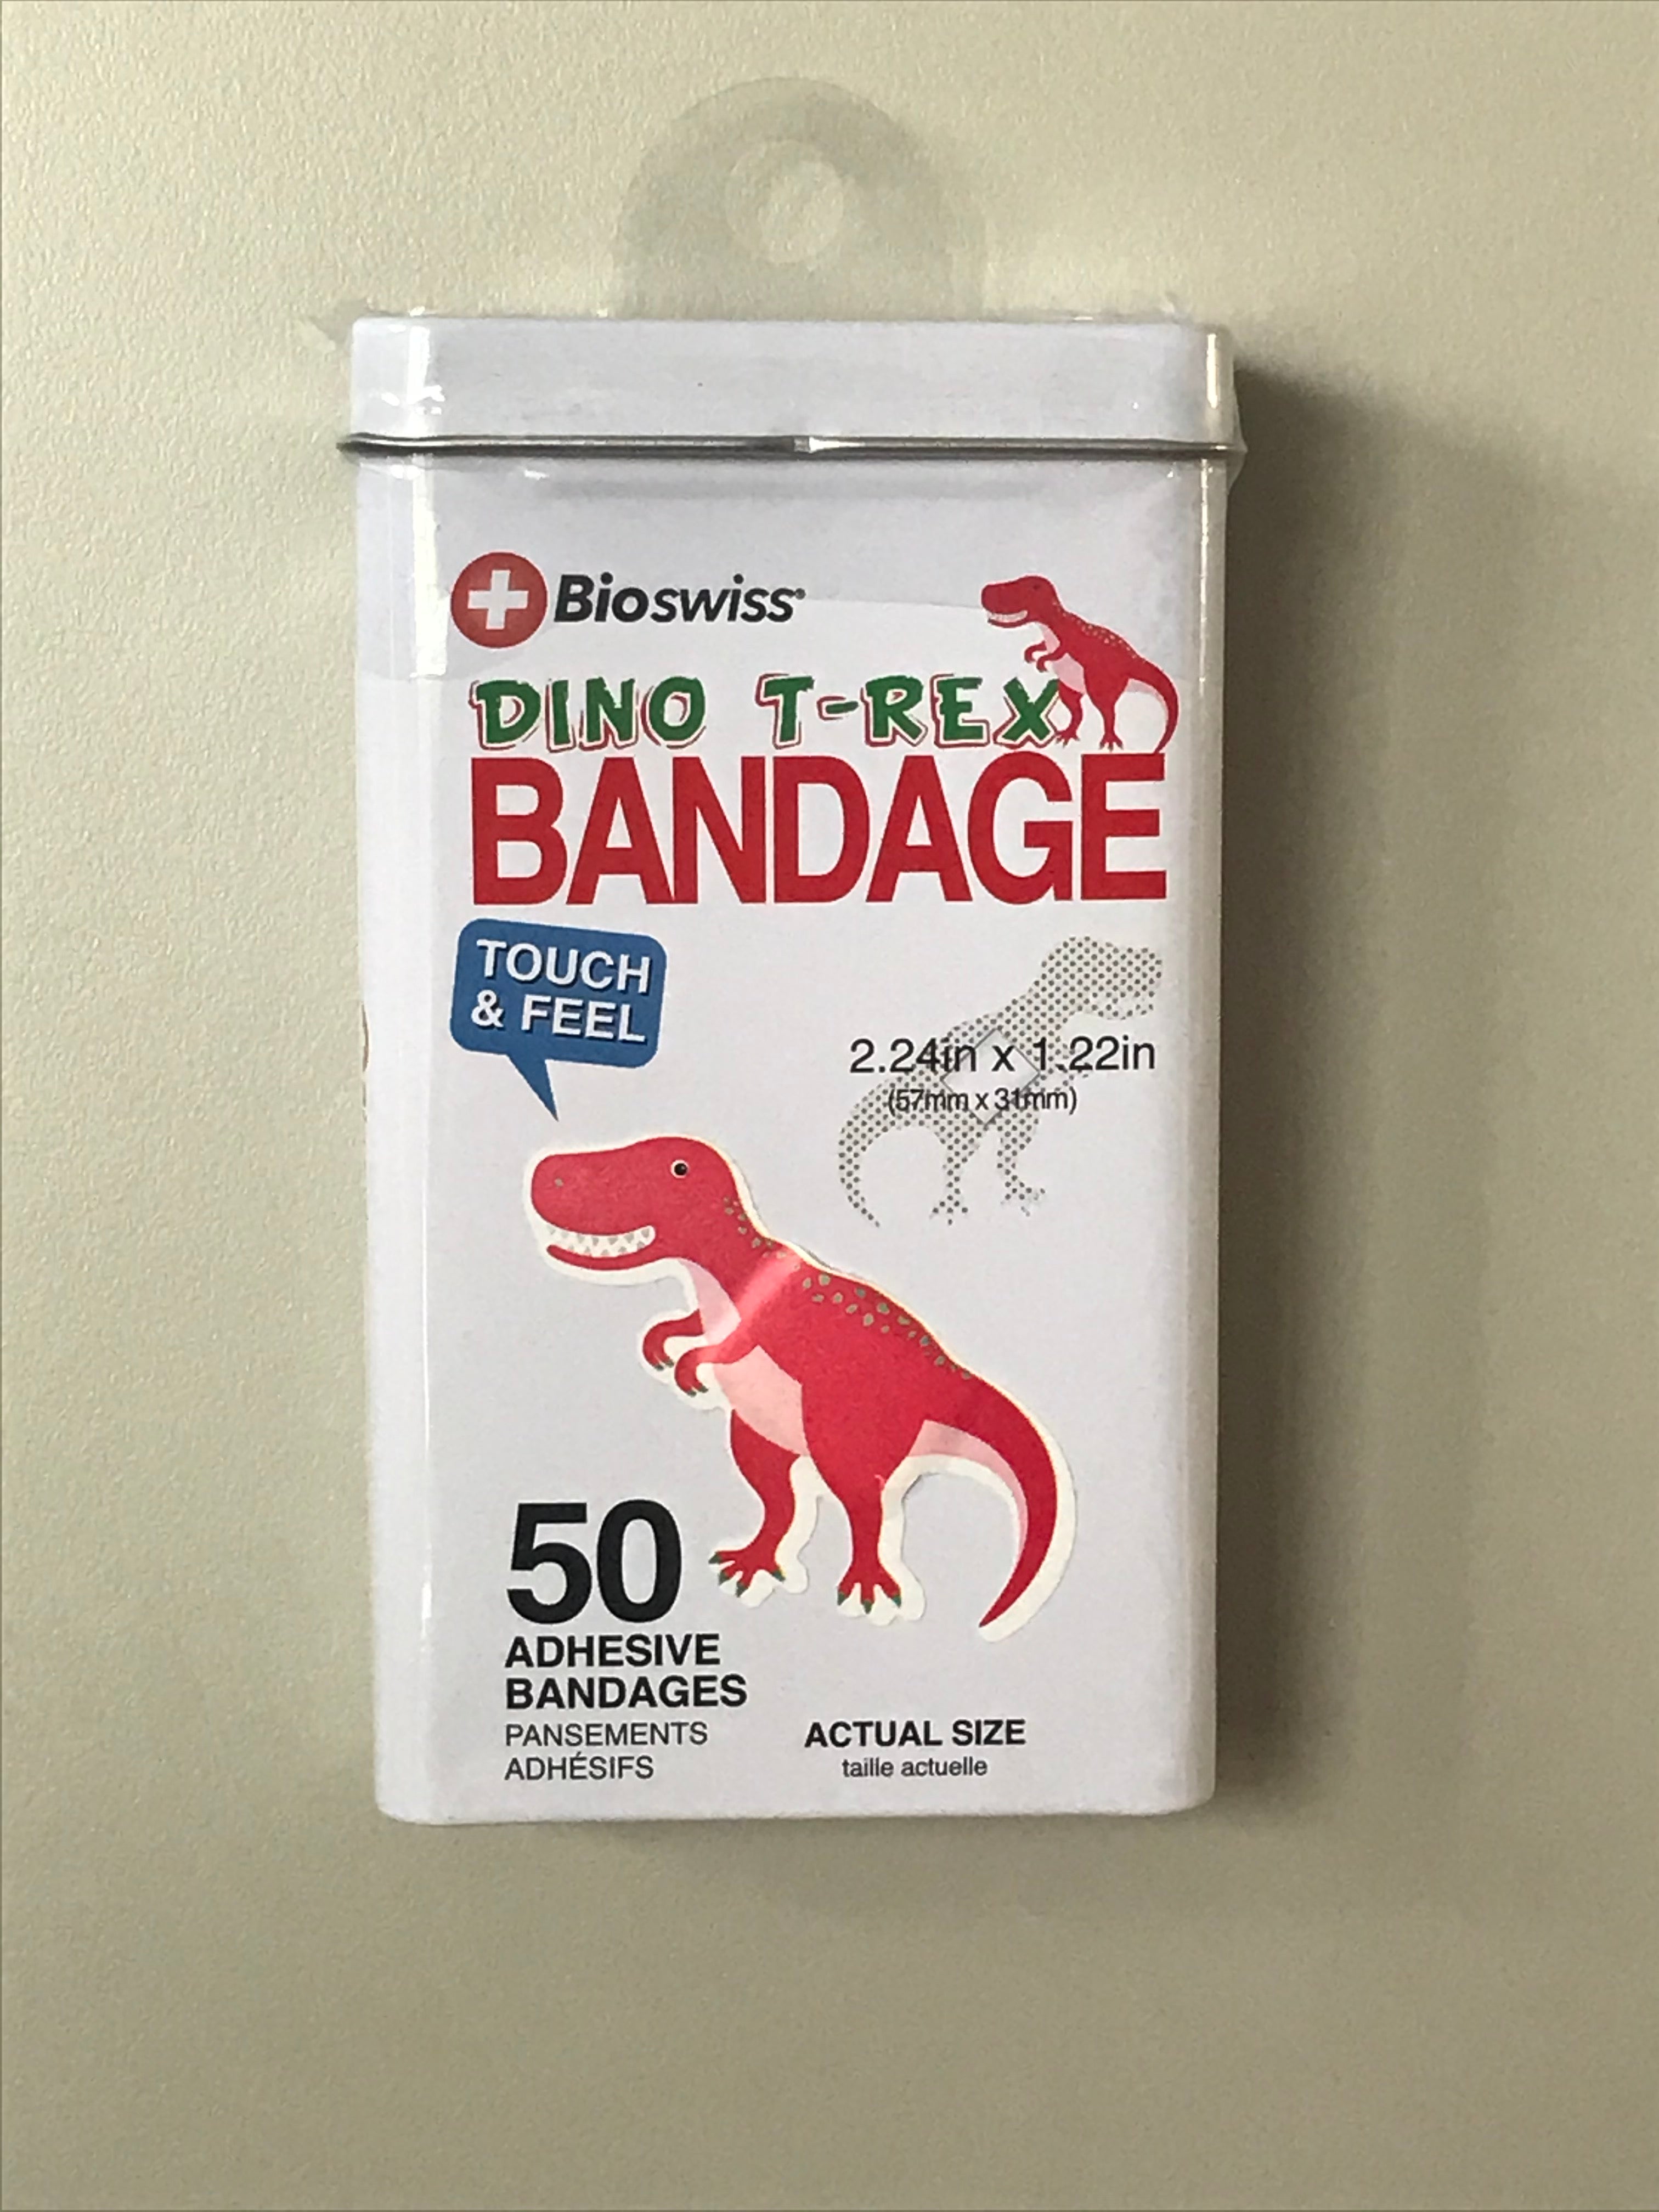 Bioswiss®
DINO T-REX
BANDAGE
TOUCH
& FEEL
2.24in x 1.22in
(57mm x 31mm)
50
ADHESIVE
BANDAGES
PANSEMENTS
ADHÉSIFS
ACTUAL SIZE
taille actuelle